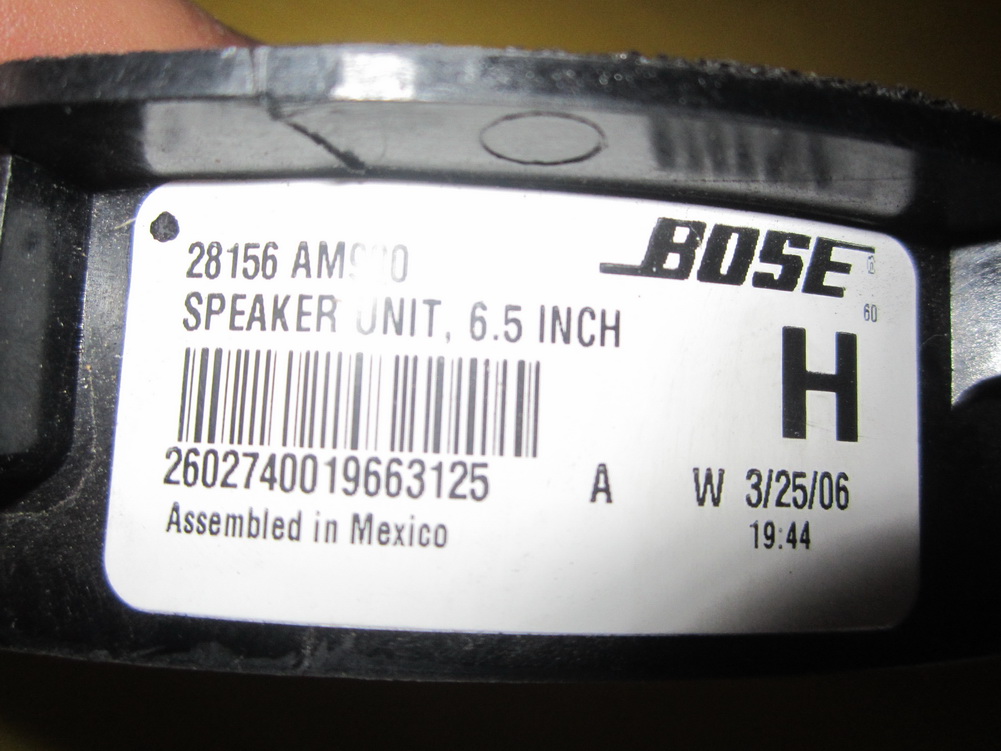 28156
BOSE
SPEAKER UNIT, 6.5 INCH
60
H
2602740019663125 A W 3/25/06
Assembled in Mexico 19:44